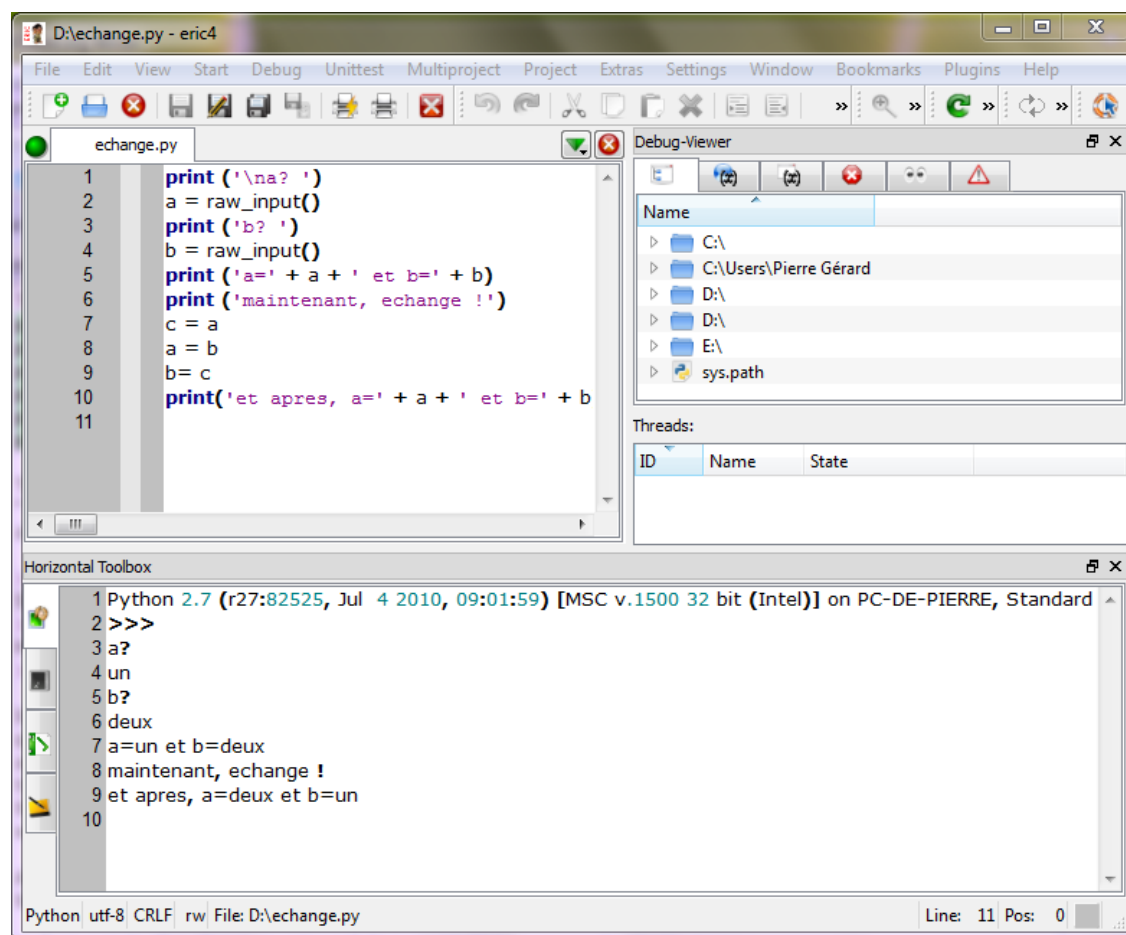 D:\echange.py - eric4
File Edit View Start Debug Unittest Multiproject Project Extras Settings Window Bookmarks Plugins Help
echange.py
1 print ('\na? ')
2 a = raw_input()
3 print ('b? ')
4 b = raw_input()
5 print ('a=' + a + ' et b=' + b)
6 print ('maintenant, echange !')
7 c = a
8 a = b
9 b= c
10 print('et apres, a=' + a + ' et b=' + b
11
Debug-Viewer
Name
C:\
C:\Users\Pierre Gérard
D:\
D:\
E:\
sys.path
Threads:
ID Name State
Horizontal Toolbox
1 Python 2.7 (r27:82525, Jul 4 2010, 09:01:59) [MSC v.1500 32 bit (Intel)] on PC-DE-PIERRE, Standard
2 >>>
3 a?
4 un
5 b?
6 deux
7 a=un et b=deux
8 maintenant, echange !
9 et apres, a=deux et b=un
10
Python utf-8 CRLF rw File: D:\echange.py Line: 11 Pos: 0